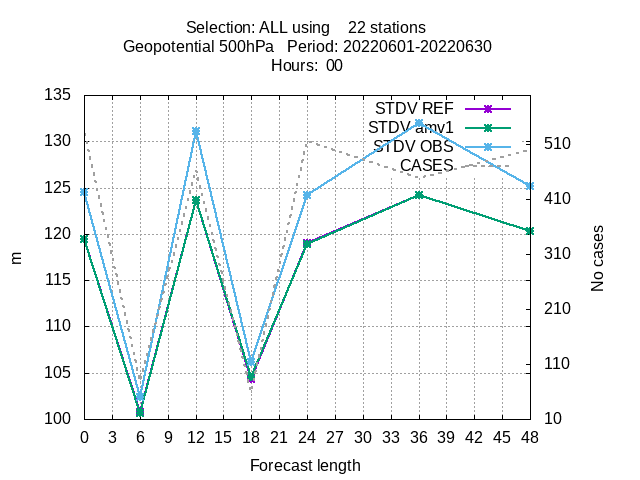 Selection: ALL using    22 stations
Geopotential 500hPa   Period: 20220601-20220630
Hours:  00
135
130
125
120
115
110
105
100
m
STDV REF
STDV amv1
STDV OBS
CASES
510
410
310
210
110
10
No cases
0 3 6 9 12 15 18 21 24 27 30 33 36 39 42 45 48
Forecast length